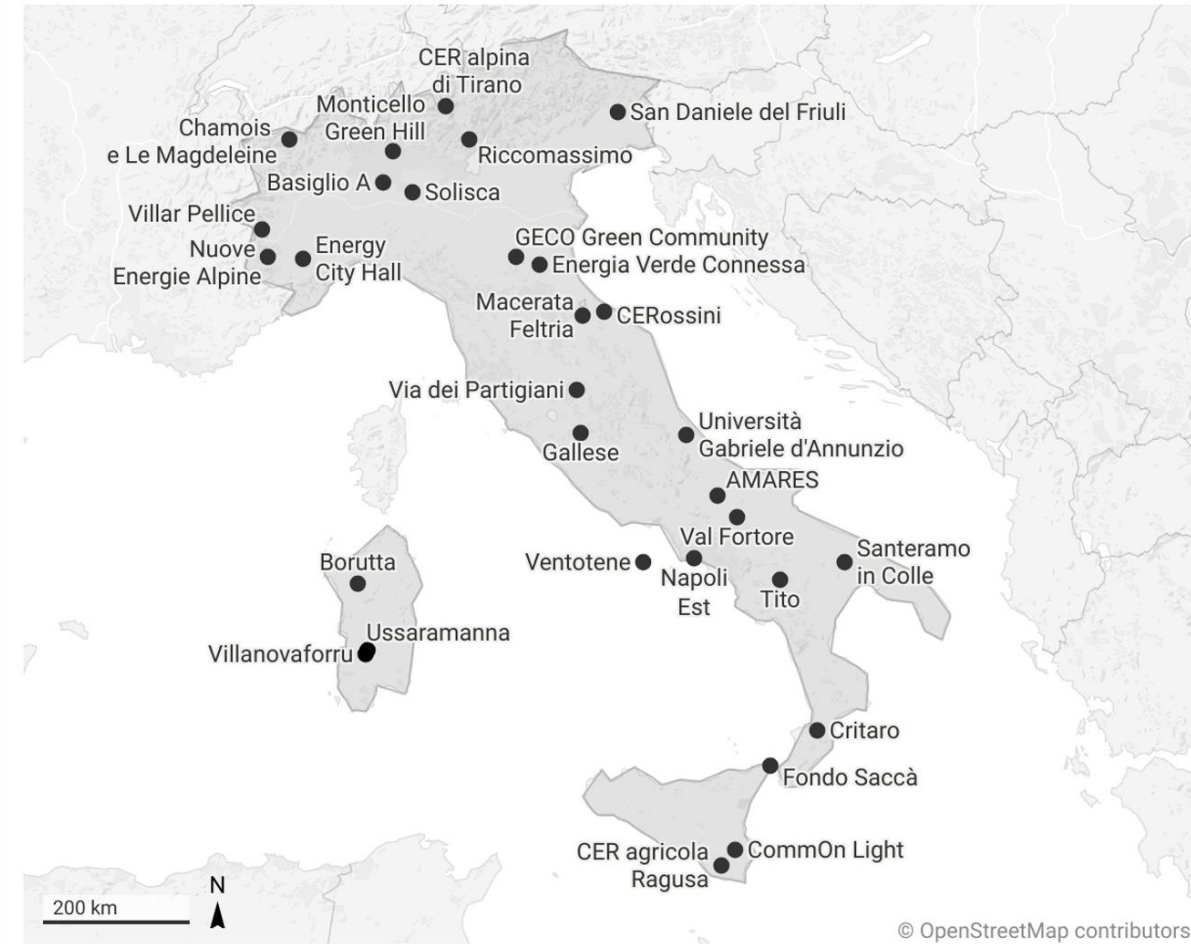 CER alpina
di Tirano
Monticello
Green Hill
San Daniele del Friuli
Chamois
e Le Magdeleine
Riccomassimo
Basiglio A
Solisca
Villar Pellice
Nuove
Energie Alpine
Energy
City Hall
GECO Green Community
Energia Verde Connessa
Macerata
Feltria
CERossini
Via dei Partigiani
Gallese
Università
Gabriele d'Annunzio
AMARES
Val Fortore
Ventotene
Napoli
Est
Santeramo
in Colle
Tito
Borutta
Ussaramanna
Villanovaforru
Critaro
Fondo Saccà
CommOn Light
CER agricola
Ragusa
N
200 km
© OpenStreetMap contributors